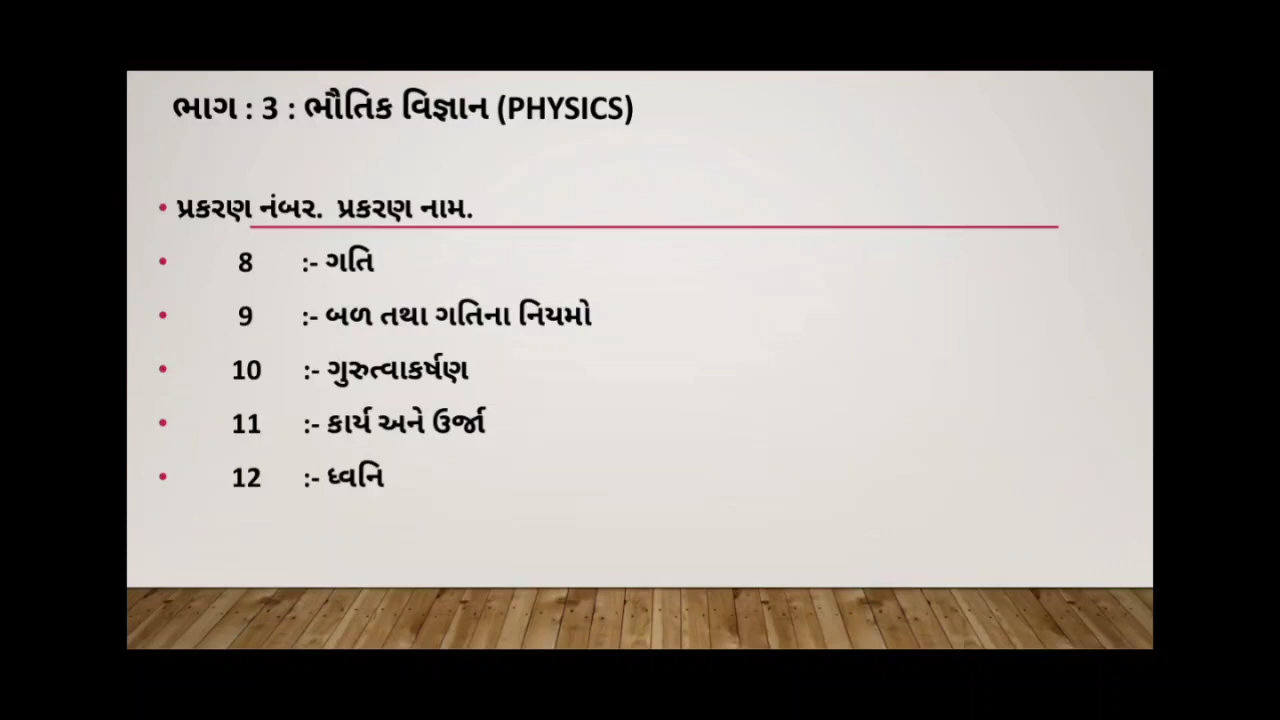 ભાગ : 3 : ભૌતિક વિજ્ઞાન (PHYSICS)
• પ્રકરણ નંબર. પ્રકરણ નામ.
• 8 :- ગતિ
• 9 :- બળ તથા ગતિના નિયમો
• 10 :- ગુરુત્વાકર્ષણ
• 11 :- કાર્ય અને ઉર્જા
• 12 :- ધ્વનિ